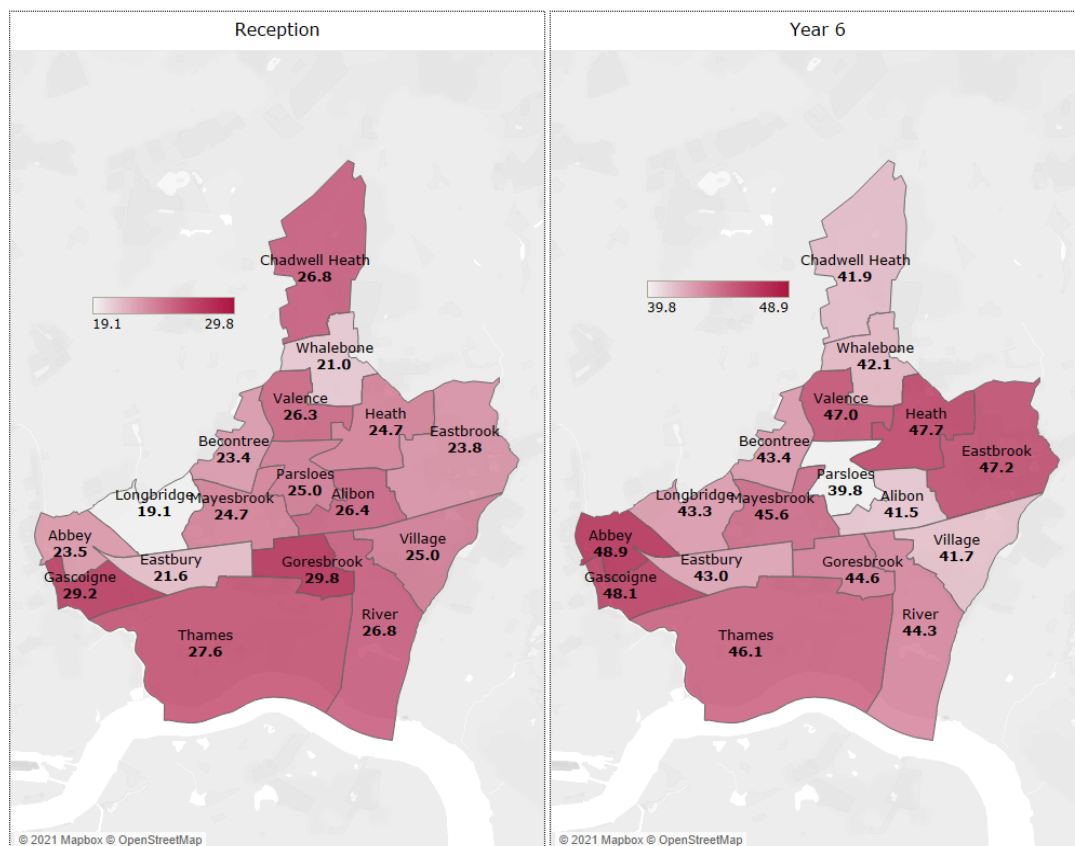 Reception
Chadwell Heath
26.8
19.1
29.8
Whalebone
21.0
Valence
26.3
Heath
24.7
Eastbrook
23.8
Becontree
23.4
Parsloes
25.0
Alibon
26.4
Longbridge
19.1
Mayesbrook
24.7
Abbey
23.5
Village
25.0
Eastbury
21.6
Goresbrook
29.8
Gascoigne
29.2
River
26.8
Thames
27.6
© 2021 Mapbox © OpenStreetMap
Year 6
Chadwell Heath
41.9
39.8
48.9
Whalebone
42.1
Valence
47.0
Heath
47.7
Eastbrook
47.2
Becontree
43.4
Parsloes
39.8
Alibon
41.5
Longbridge
43.3
Mayesbrook
45.6
Abbey
48.9
Village
41.7
Eastbury
43.0
Goresbrook
44.6
Gascoigne
48.1
River
44.3
Thames
46.1
© 2021 Mapbox © OpenStreetMap